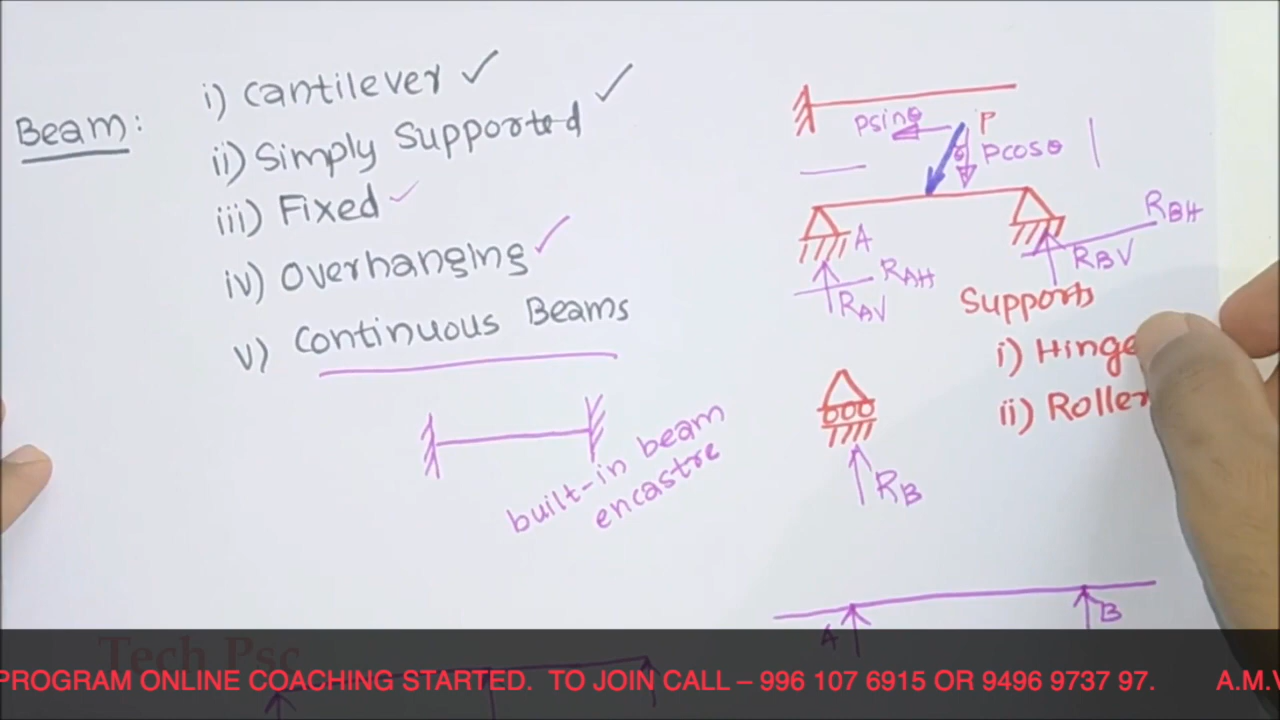 Beam:
i) Cantilever ✓
ii) Simply Supported ✓
iii) Fixed ✓
iv) Overhanging ✓
v) Continuous Beams
built-in beam
encastre
Psinθ
P
θ
Pcosθ
A
RAH
RAV
RBH
RBV
Supports
i) Hinge
ii) Roller
RB
A
B
Tech Psc
PROGRAM ONLINE COACHING STARTED. TO JOIN CALL – 996 107 6915 OR 9496 9737 97. A.M.V